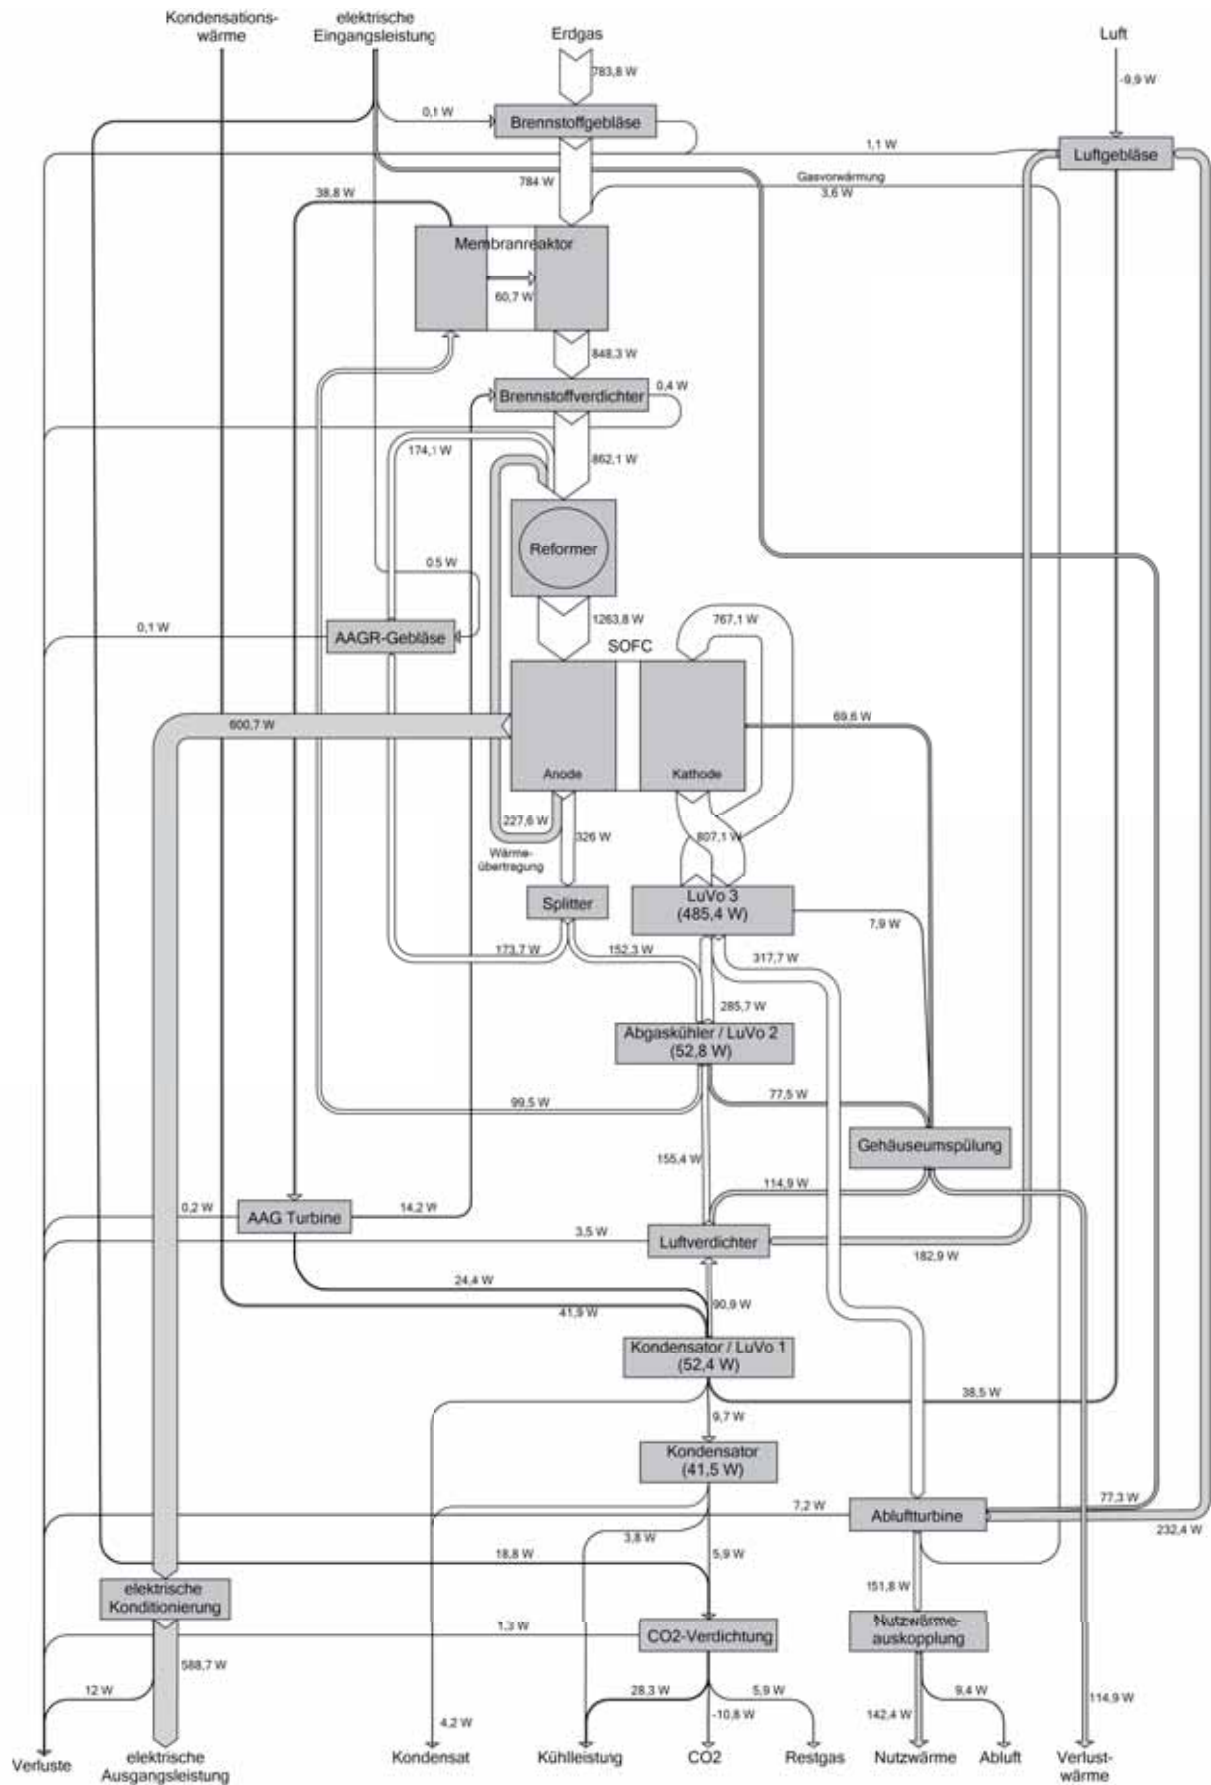 Kondensations-
wärme
elektrische
Eingangsleistung
Erdgas
Luft
783,8 W
-9,9 W
0,1 W
Brennstoffgebläse
1,1 W
Luftgebläse
784 W
Gasvorwärmung
3,6 W
38,8 W
Membranreaktor
60,7 W
848,3 W
0,4 W
Brennstoffverdichter
174,1 W
862,1 W
Reformer
0,5 W
1263,8 W
767,1 W
0,1 W
AAGR-Gebläse
SOFC
600,7 W
69,6 W
Anode
Kathode
227,6 W
326 W
807,1 W
Wärme-
übertragung
Splitter
LuVo 3
(485,4 W)
7,9 W
173,7 W
152,3 W
317,7 W
285,7 W
Abgaskühler / LuVo 2
(52,8 W)
99,5 W
77,5 W
Gehäuseumspülung
155,4 W
114,9 W
0,2 W
AAG Turbine
14,2 W
3,5 W
Luftverdichter
182,9 W
24,4 W
90,9 W
41,9 W
Kondensator / LuVo 1
(52,4 W)
38,5 W
9,7 W
Kondensator
(41,5 W)
7,2 W
77,3 W
Abluftturbine
232,4 W
3,8 W
5,9 W
18,8 W
elektrische
Konditionierung
151,8 W
1,3 W
CO2-Verdichtung
Nutzwärme-
auskopplung
588,7 W
12 W
28,3 W
5,9 W
9,4 W
114,9 W
4,2 W
-10,8 W
142,4 W
Verluste
elektrische
Ausgangsleistung
Kondensat
Kühlleistung
CO2
Restgas
Nutzwärme
Abluft
Verlust-
wärme